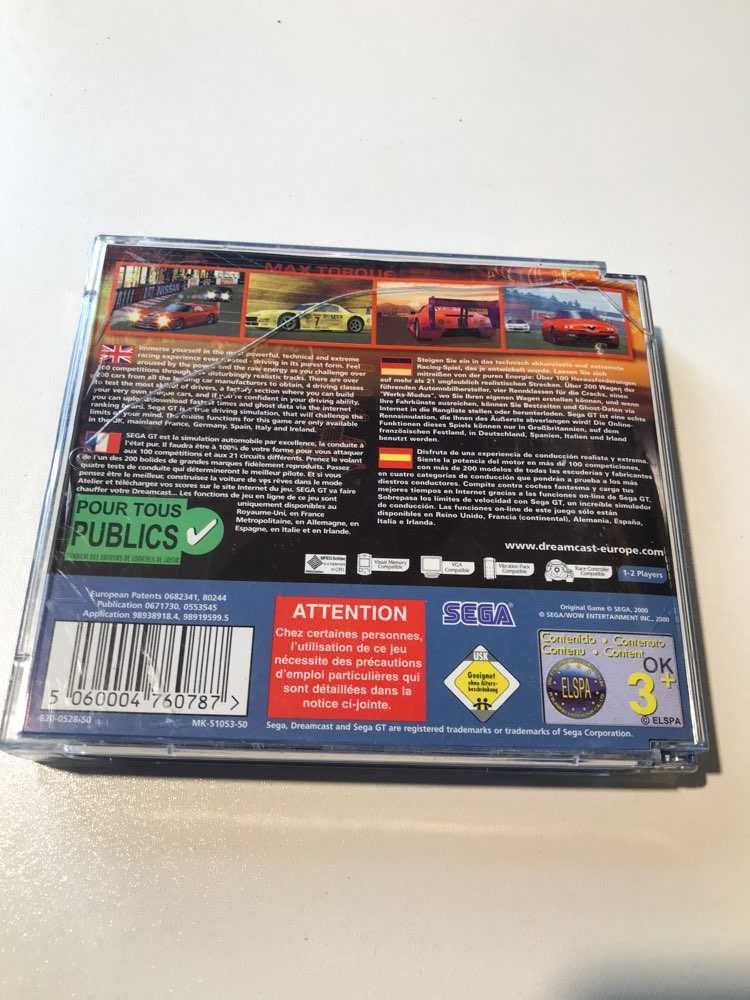 MAX TORQUE
NISSAN
Immerse yourself in the most powerful, technical and extreme
racing experience ever created - driving in its purest form. Feel
aroused by the power and the raw energy as you challenge over
100 competitions through 21 disturbingly realistic tracks. There are over
200 cars from all the leading car manufacturers to obtain, 4 driving classes
to test the most skilful of drivers, a factory section where you can build
your very own unique cars, and if you're confident in your driving ability,
you can upload/download fastest times and ghost data via the internet
ranking boards. Sega GT is a true driving simulation, that will challenge the
limits of your mind. The online functions for this game are only available
in the UK, mainland France, Germany, Spain, Italy and Ireland.
SEGA GT est la simulation automobile par excellence, la conduite à
l'état pur. Il faudra être à 100% de votre forme pour vous attaquer
aux 100 compétitions et aux 21 circuits différents. Prenez le volant
de l'un des 200 bolides de grandes marques fidèlement reproduits. Passez
quatre tests de conduite qui détermineront le meilleur pilote. Et si vous
pensez être le meilleur, construisez la voiture de vos rêves dans le mode
Atelier et téléchargez vos scores sur le site Internet du jeu. SEGA GT va faire
chauffer votre Dreamcast... Les fonctions de jeu en ligne de ce jeu sont
uniquement disponibles au
Royaume-Uni, en France
Metropolitaine, en Allemagne, en
Espagne, en Italie et en Irlande.
POUR TOUS
PUBLICS
SYNDICAT DES EDITEURS DE LOGICIELS DE LOISIRS
Steigen Sie ein in das technisch akkurateste und extremste
Racing-Spiel, das je entwickelt wurde. Lassen Sie sich
mitreißen von der puren Energie: Über 100 Herausforderungen
auf mehr als 21 unglaublich realistischen Strecken. Über 200 Wagen der
führenden Automobilhersteller, vier Rennklassen für die Cracks, einen
"Werks-Modus", wo Sie Ihren eigenen Wagen erstellen können, und wenn
Ihre Fahrkünste ausreichen, können Sie Bestzeiten und Ghost-Daten via
Internet in die Ranglisten stellen oder herunterladen. Sega GT ist eine echte
Rennsimulation, die Ihnen das Äußerste abverlangen wird! Die Online-
Funktionen dieses Spiels können nur in Großbritannien, auf dem
französischen Festland, in Deutschland, Spanien, Italien und Irland
benutzt werden.
Disfruta de una experiencia de conducción realista y extrema.
Siente la potencia del motor en más de 100 competiciones,
con más de 200 modelos de todas las escuderías y fabricantes
en cuatro categorías de conducción que pondrán a prueba a los más
diestros conductores. Compite contra coches fantasma y carga tus
mejores tiempos en Internet gracias a las funciones on-line de Sega GT.
Sobrepasa los límites de velocidad con Sega GT, un increíble simulador
de conducción. Las funciones on-line de este juego sólo están
disponibles en Reino Unido, Francia (continental), Alemania, España,
Italia e Irlanda.
www.dreamcast-europe.com
Visual Memory
Compatible
VGA
Compatible
Vibration Pack
Compatible
Race Controller
Compatible
1-2 Players
European Patents 0682341, 80244
Publication 0671730, 0553545
Application 98938918.4, 98919599.5
5 060004 760787 >
670-0528-50
MK-51053-50
ATTENTION
Chez certaines personnes,
l'utilisation de ce jeu
nécessite des précautions
d'emploi particulières qui
sont détaillées dans la
notice ci-jointe.
SEGA
Original Game © SEGA, 2000
© SEGA/WOW ENTERTAINMENT INC., 2000
USK
Geeignet
ohne Alters-
beschränkung
Contenido • Contenuto
Contenu • Content
ELSPA
OK
3+
© ELSPA
Sega, Dreamcast and Sega GT are registered trademarks or trademarks of Sega Corporation.